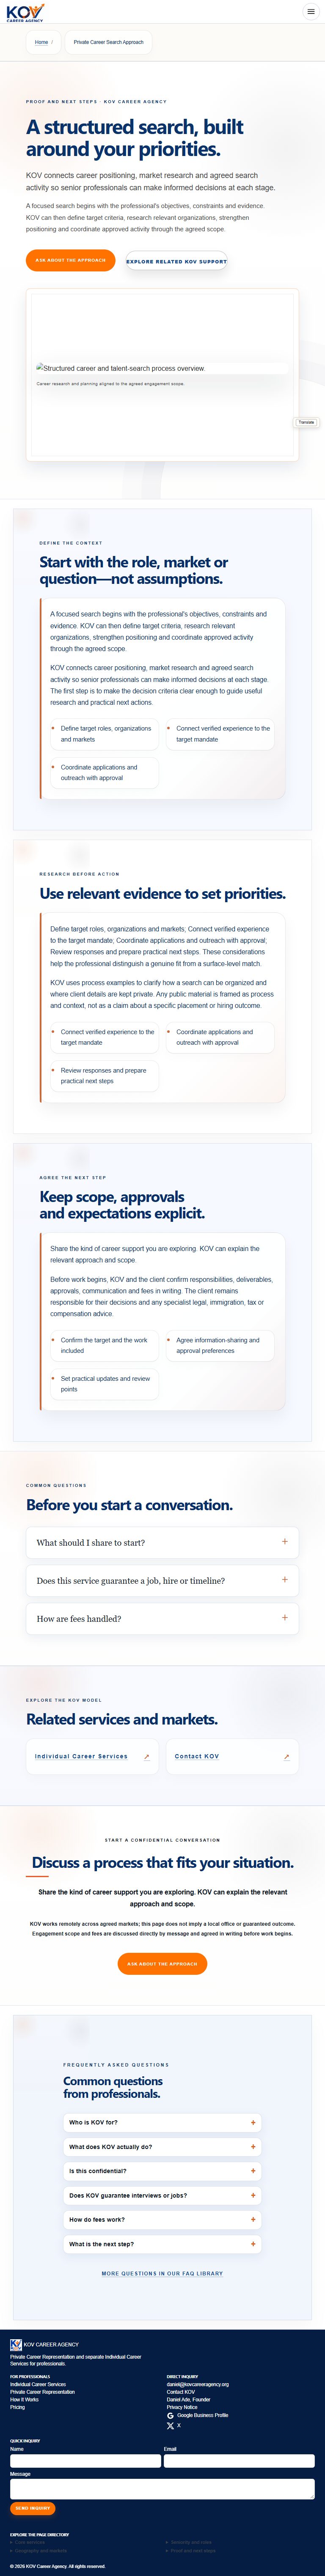 KOV
CAREER AGENCY
Home /
Private Career Search Approach
PROOF AND NEXT STEPS · KOV CAREER AGENCY
A structured search, built
around your priorities.
KOV connects career positioning, market research and agreed search
activity so senior professionals can make informed decisions at each stage.
A focused search begins with the professional's objectives, constraints and evidence.
KOV can then define target criteria, research relevant organizations, strengthen
positioning and coordinate approved activity through the agreed scope.
ASK ABOUT THE APPROACH
EXPLORE RELATED KOV SUPPORT
Structured career and talent-search process overview.
Career research and planning aligned to the agreed engagement scope.
Translate
DEFINE THE CONTEXT
Start with the role, market or
question—not assumptions.
A focused search begins with the professional's objectives, constraints and
evidence. KOV can then define target criteria, research relevant
organizations, strengthen positioning and coordinate approved activity
through the agreed scope.
KOV connects career positioning, market research and agreed search
activity so senior professionals can make informed decisions at each stage.
The first step is to make the decision criteria clear enough to guide useful
research and practical next actions.
Define target roles, organizations
and markets
Connect verified experience to the
target mandate
Coordinate applications and
outreach with approval
RESEARCH BEFORE ACTION
Use relevant evidence to set priorities.
Define target roles, organizations and markets; Connect verified experience
to the target mandate; Coordinate applications and outreach with approval;
Review responses and prepare practical next steps. These considerations
help the professional distinguish a genuine fit from a surface-level match.
KOV uses process examples to clarify how a search can be organized and
where client details are kept private. Any public material is framed as process
and context, not as a claim about a specific placement or hiring outcome.
Connect verified experience to the
target mandate
Coordinate applications and
outreach with approval
Review responses and prepare
practical next steps
AGREE THE NEXT STEP
Keep scope, approvals
and expectations explicit.
Share the kind of career support you are exploring. KOV can explain the
relevant approach and scope.
Before work begins, KOV and the client confirm responsibilities, deliverables,
approvals, communication and fees in writing. The client remains
responsible for their decisions and any specialist legal, immigration, tax or
compensation advice.
Confirm the target and the work
included
Agree information-sharing and
approval preferences
Set practical updates and review
points
COMMON QUESTIONS
Before you start a conversation.
What should I share to start?
Does this service guarantee a job, hire or timeline?
How are fees handled?
EXPLORE THE KOV MODEL
Related services and markets.
Individual Career Services ↗
Contact KOV ↗
START A CONFIDENTIAL CONVERSATION
Discuss a process that fits your situation.
Share the kind of career support you are exploring. KOV can explain the relevant
approach and scope.
KOV works remotely across agreed markets; this page does not imply a local office or guaranteed outcome.
Engagement scope and fees are discussed directly by message and agreed in writing before work begins.
ASK ABOUT THE APPROACH
FREQUENTLY ASKED QUESTIONS
Common questions
from professionals.
Who is KOV for? +
What does KOV actually do? +
Is this confidential? +
Does KOV guarantee interviews or jobs? +
How do fees work? +
What is the next step? +
MORE QUESTIONS IN OUR FAQ LIBRARY
KOV CAREER AGENCY
Private Career Representation and separate Individual Career
Services for professionals.
FOR PROFESSIONALS
Individual Career Services
Private Career Representation
How It Works
Pricing
DIRECT INQUIRY
daniel@kovcareeragency.org
Contact KOV
Daniel Ade, Founder
Privacy Notice
Google Business Profile
X
QUICK INQUIRY
Name
Email
Message
SEND INQUIRY
EXPLORE THE PAGE DIRECTORY
© 2026 KOV Career Agency. All rights reserved.